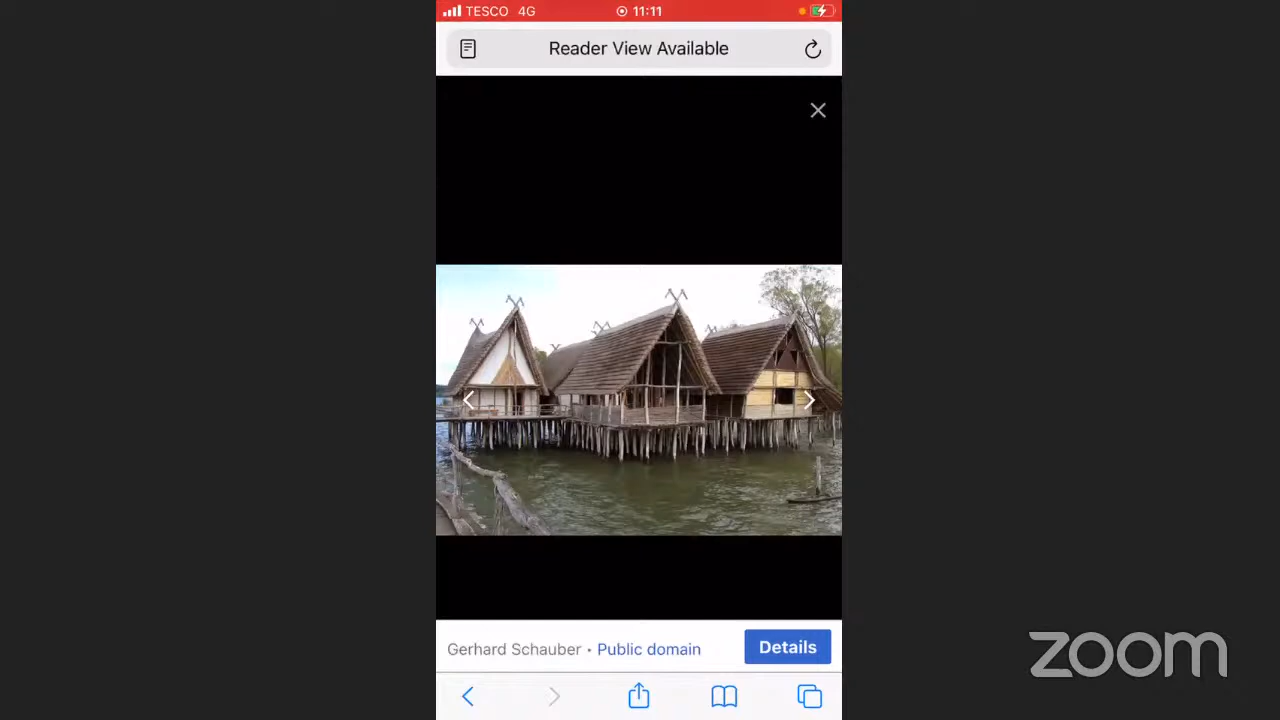 TESCO 4G 11:11
Reader View Available
Gerhard Schauber • Public domain
Details
zoom